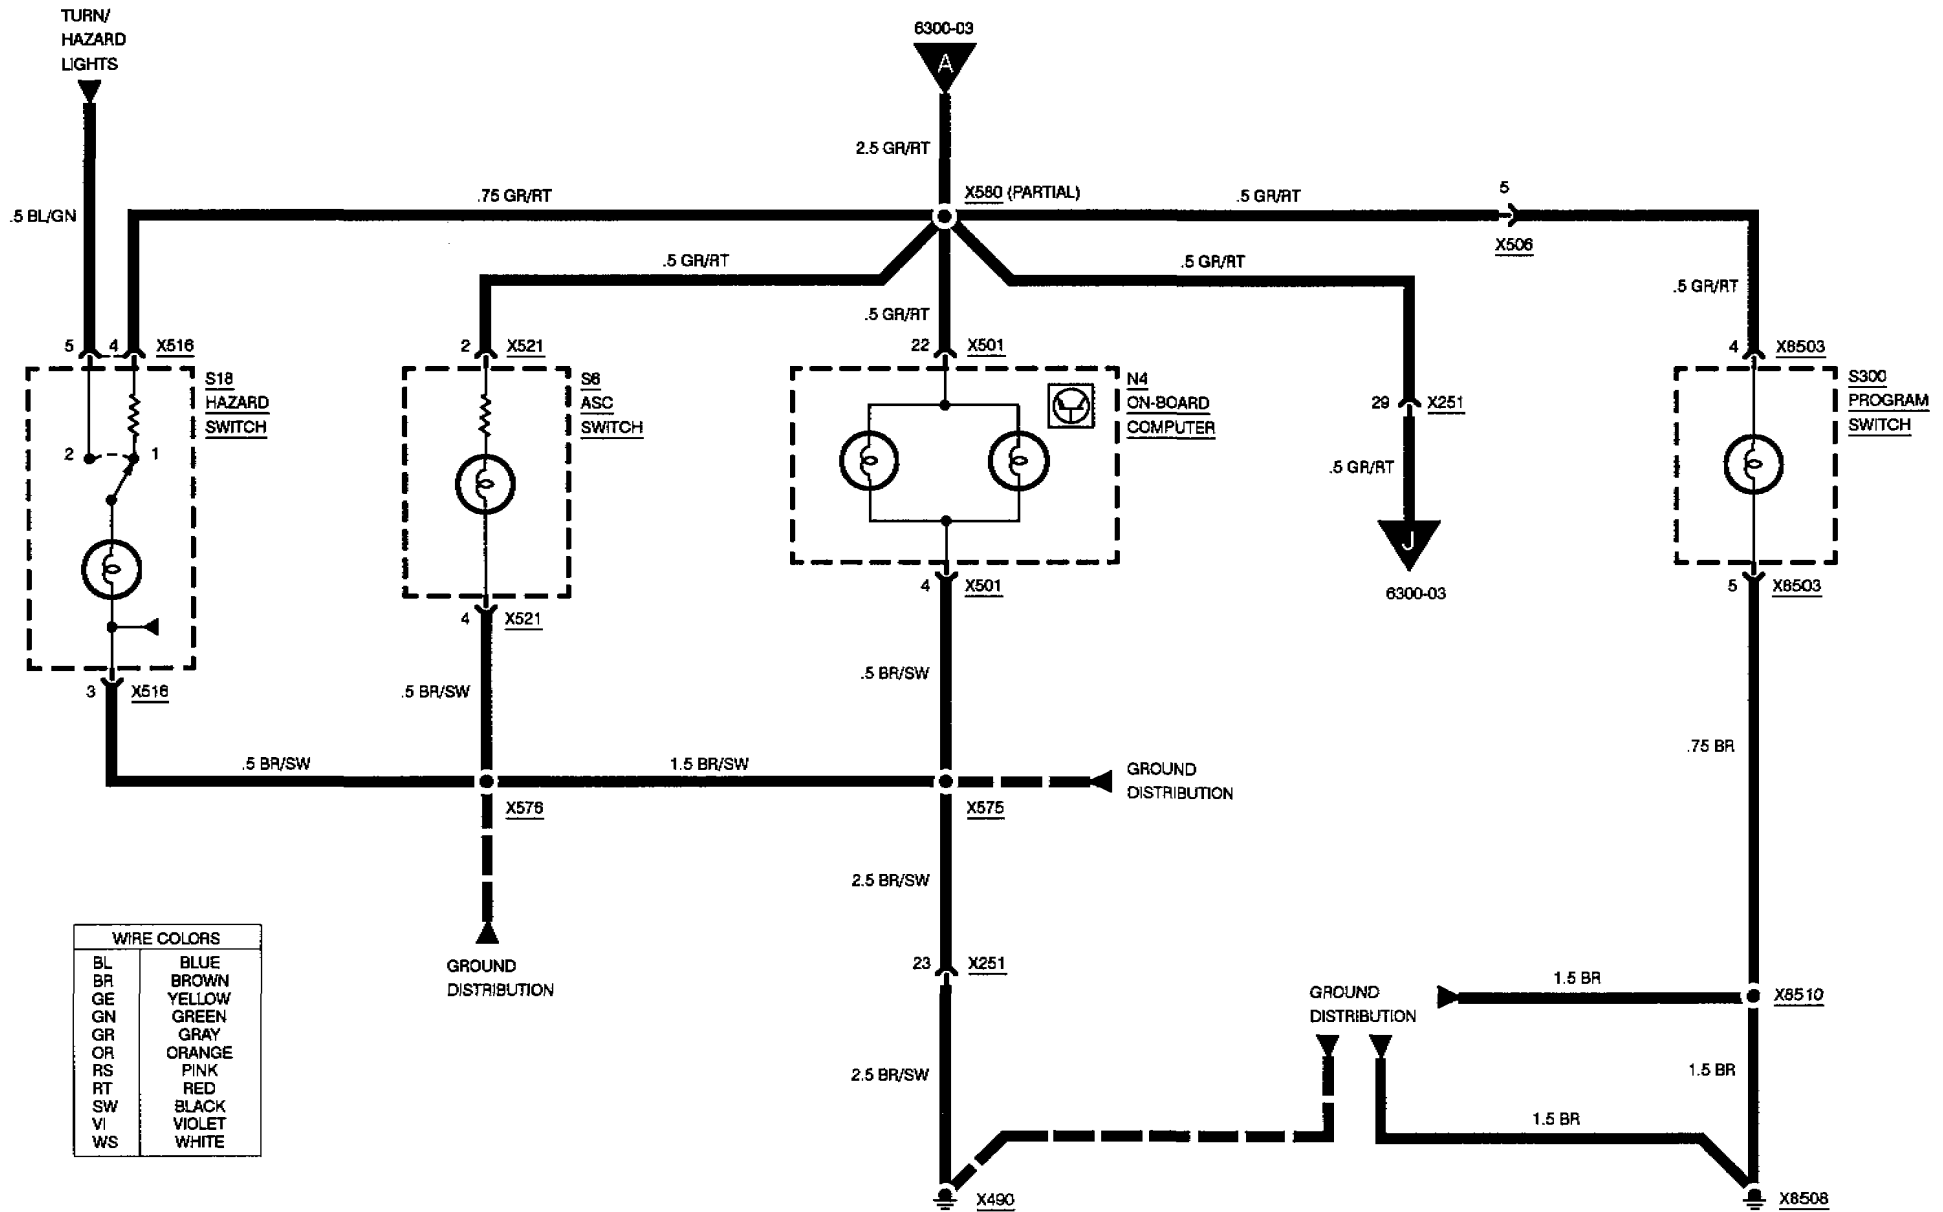 TURN/
HAZARD
LIGHTS
6300-03
A
2.5 GR/RT
X580 (PARTIAL)
.75 GR/RT
.5 GR/RT
5
X506
.5 BL/GN
.5 GR/RT
.5 GR/RT
.5 GR/RT
.5 GR/RT
5 4 X516
2 X521
22 X501
4 X8503
S18
HAZARD
SWITCH
S6
ASC
SWITCH
N4
ON-BOARD
COMPUTER
29 X251
S300
PROGRAM
SWITCH
2 1
.5 GR/RT
J
6300-03
4 X501
5 X8503
4 X521
3 X516
.5 BR/SW
.5 BR/SW
.75 BR
.5 BR/SW
1.5 BR/SW
GROUND
DISTRIBUTION
X576
X575
2.5 BR/SW
WIRE COLORS
BL BLUE
BR BROWN
GE YELLOW
GN GREEN
GR GRAY
OR ORANGE
RS PINK
RT RED
SW BLACK
VI VIOLET
WS WHITE
GROUND
DISTRIBUTION
23 X251
1.5 BR
X8510
GROUND
DISTRIBUTION
2.5 BR/SW
1.5 BR
1.5 BR
X490
X8508